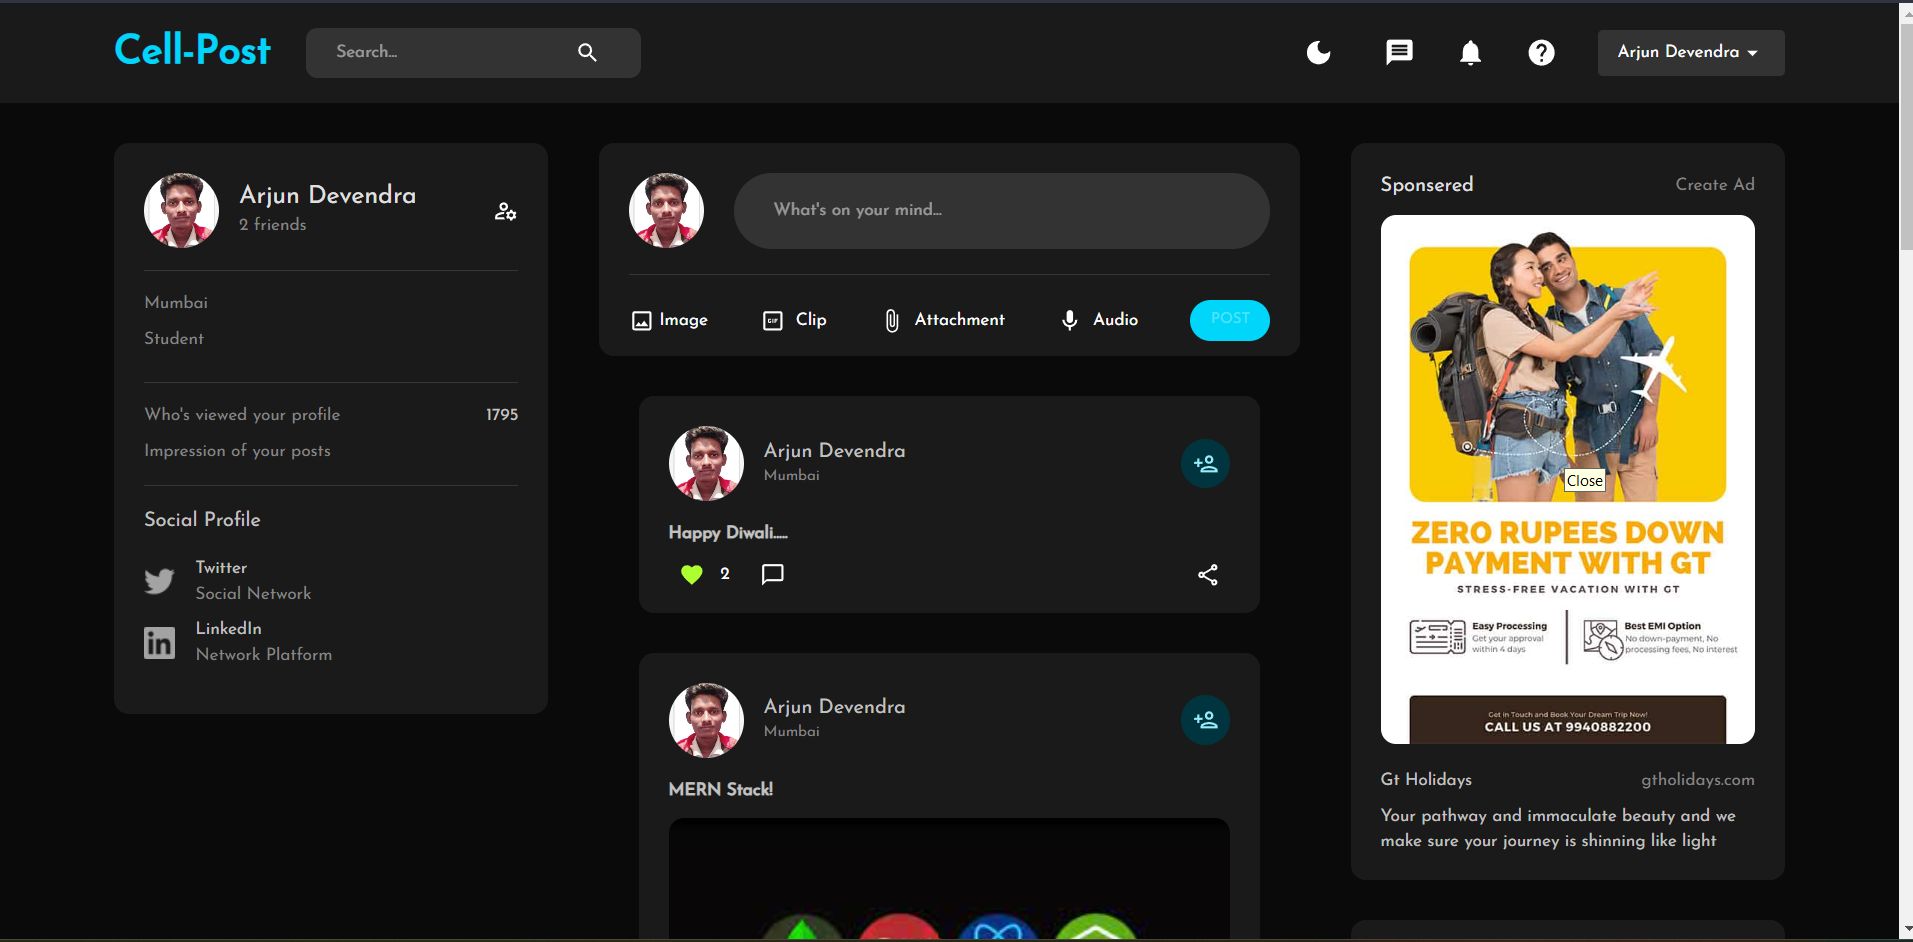 Cell-Post
Search...
Arjun Devendra
Arjun Devendra
2 friends
Mumbai
Student
Who's viewed your profile 1795
Impression of your posts
Social Profile
Twitter
Social Network
LinkedIn
Network Platform
What's on your mind...
Image
GIF
Clip
Attachment
Audio
POST
Arjun Devendra
Mumbai
Happy Diwali.....
2
Arjun Devendra
Mumbai
MERN Stack!
Sponsered Create Ad
Close
ZERO RUPEES DOWN
PAYMENT WITH GT
STRESS-FREE VACATION WITH GT
Easy Processing
Get your approval
within 4 days
Best EMI Option
No down-payment, No
processing fees, No interest
Get in Touch and Book Your Dream Trip Now!
CALL US AT 9940882200
Gt Holidays gtholidays.com
Your pathway and immaculate beauty and we
make sure your journey is shinning like light